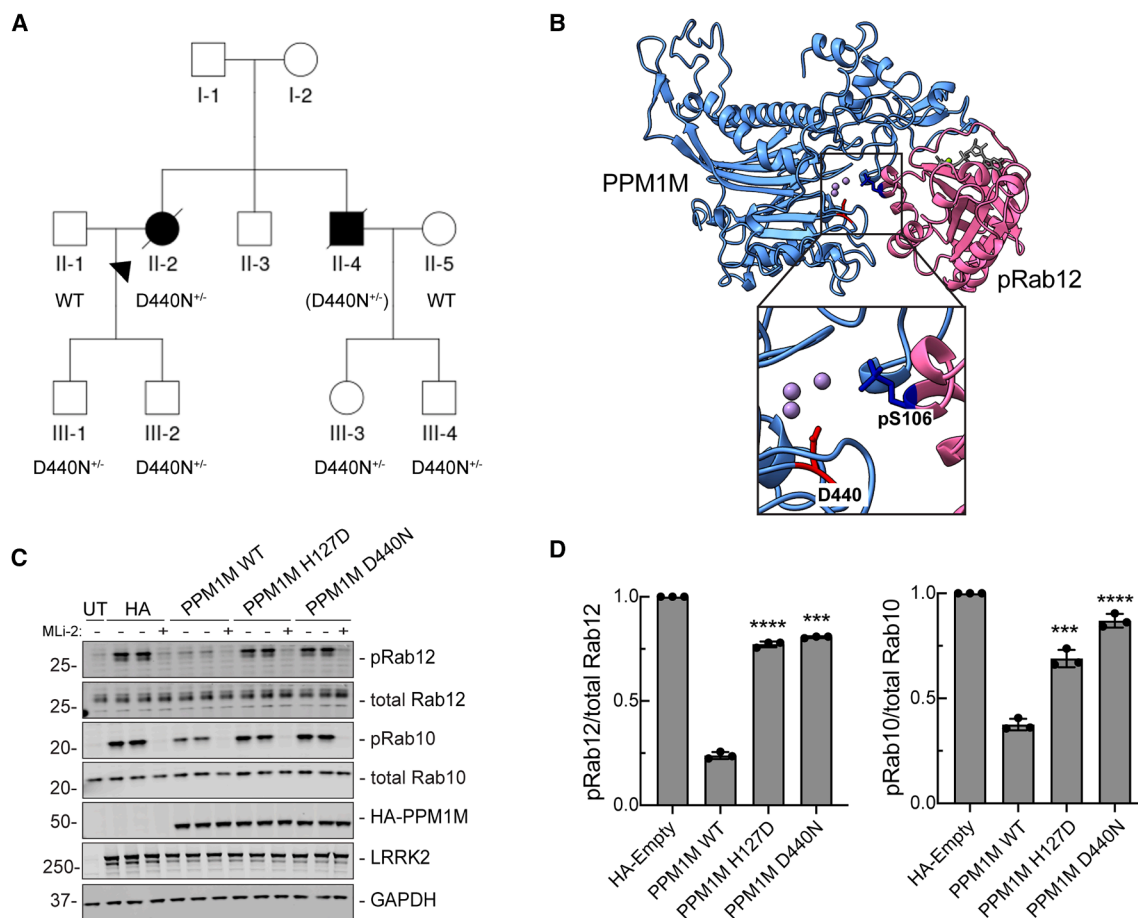 A
I-1
I-2
II-1
II-2
II-3
II-4
II-5
WT
D440N+/-
(D440N+/-)
WT
III-1
III-2
III-3
III-4
D440N+/-
D440N+/-
D440N+/-
D440N+/-
B
PPM1M
pRab12
pS106
D440
C
UT
HA
PPM1M WT
PPM1M H127D
PPM1M D440N
MLi-2: - - - + - - + - - + - - +
25- - pRab12
25- - total Rab12
20- - pRab10
20- - total Rab10
50- - HA-PPM1M
250- - LRRK2
37- - GAPDH
D
pRab12/total Rab12
1.0
0.5
0.0
**** ***
HA-Empty
PPM1M WT
PPM1M H127D
PPM1M D440N
pRab10/total Rab10
1.0
0.5
0.0
*** ****
HA-Empty
PPM1M WT
PPM1M H127D
PPM1M D440N